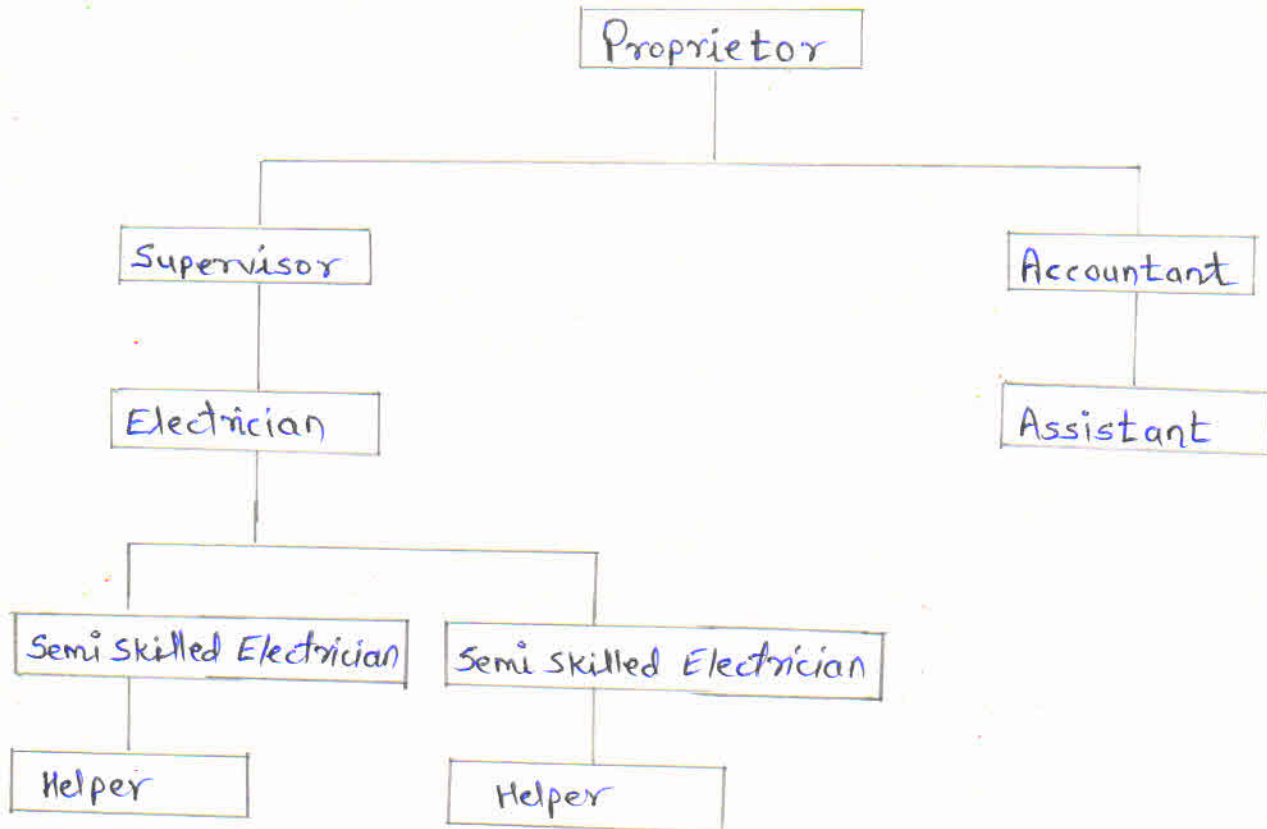 Proprietor
Supervisor
Accountant
Electrician
Assistant
Semi Skilled Electrician
Semi Skilled Electrician
Helper
Helper